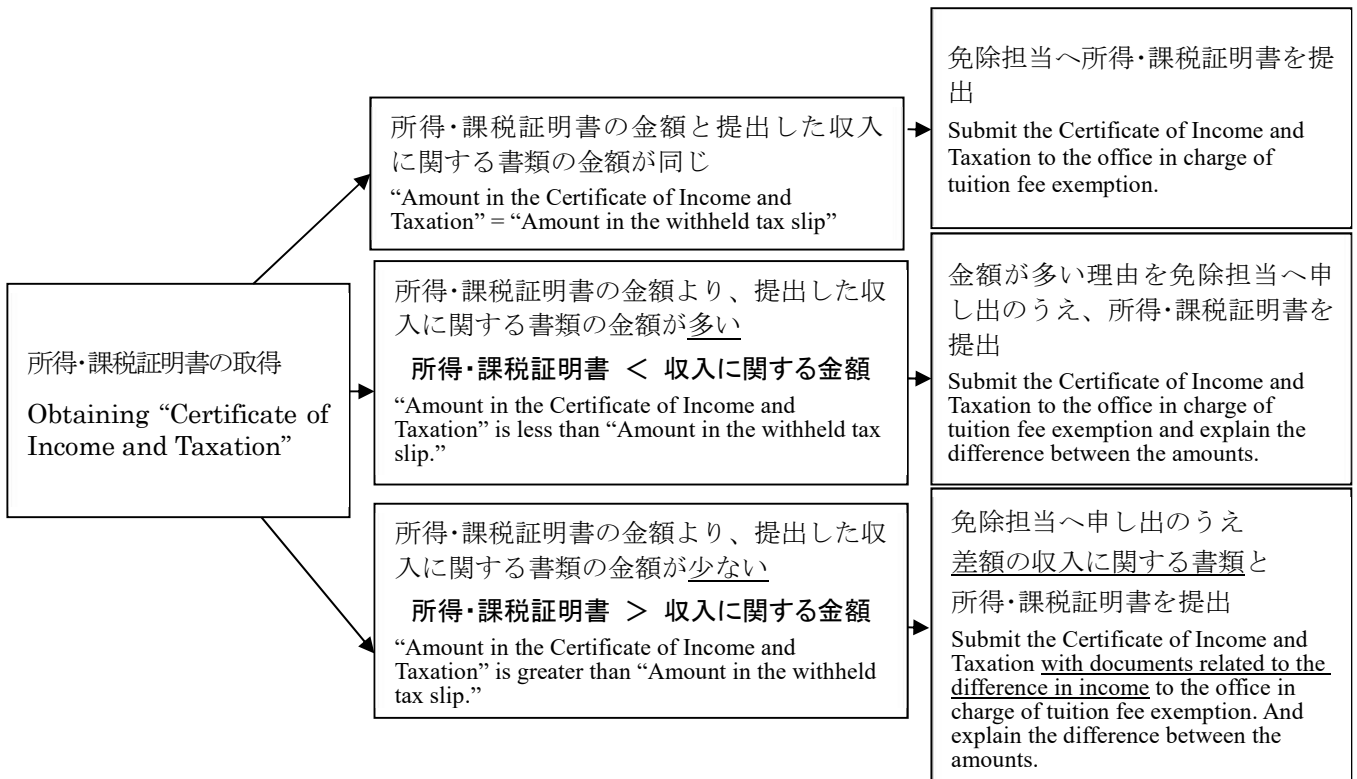 所得・課税証明書の取得
Obtaining “Certificate of
Income and Taxation”
所得・課税証明書の金額と提出した収入
に関する書類の金額が同じ
“Amount in the Certificate of Income and
Taxation” = “Amount in the withheld tax slip”
免除担当へ所得・課税証明書を提
出
Submit the Certificate of Income and
Taxation to the office in charge of
tuition fee exemption.
所得・課税証明書の金額より、提出した収
入に関する書類の金額が多い
所得・課税証明書 ＜ 収入に関する金額
“Amount in the Certificate of Income and
Taxation” is less than “Amount in the withheld tax
slip.”
金額が多い理由を免除担当へ申
し出のうえ、所得・課税証明書を
提出
Submit the Certificate of Income and
Taxation to the office in charge of
tuition fee exemption and explain the
difference between the amounts.
所得・課税証明書の金額より、提出した収
入に関する書類の金額が少ない
所得・課税証明書 ＞ 収入に関する金額
“Amount in the Certificate of Income and
Taxation” is greater than “Amount in the withheld
tax slip.”
免除担当へ申し出のうえ
差額の収入に関する書類と
所得・課税証明書を提出
Submit the Certificate of Income and
Taxation with documents related to the
difference in income to the office in
charge of tuition fee exemption. And
explain the difference between the
amounts.